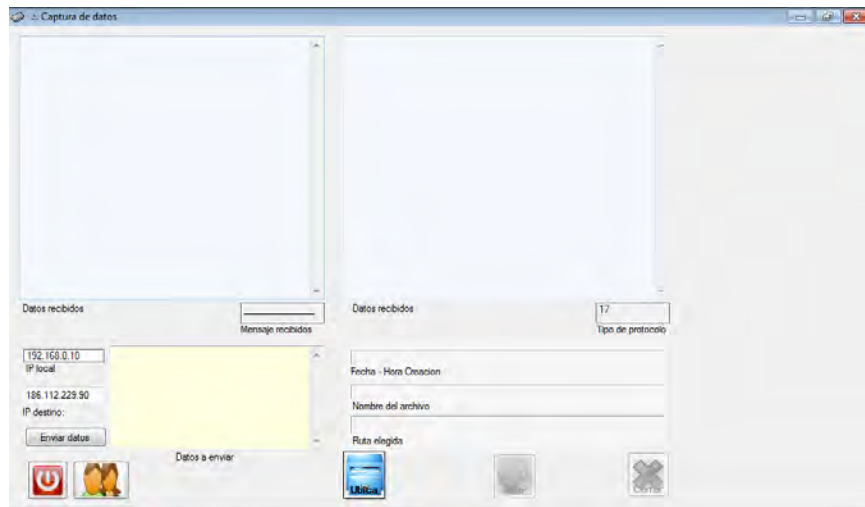 .:. Captura de datos
Datos recibidos
Mensaje recibidos
Datos recibidos
17
Tipo de protocolo
192.168.0.10
IP local
186.112.229.90
IP destino:
Enviar datos
Datos a enviar
Fecha - Hora Creacion
Nombre del archivo
Ruta elegida